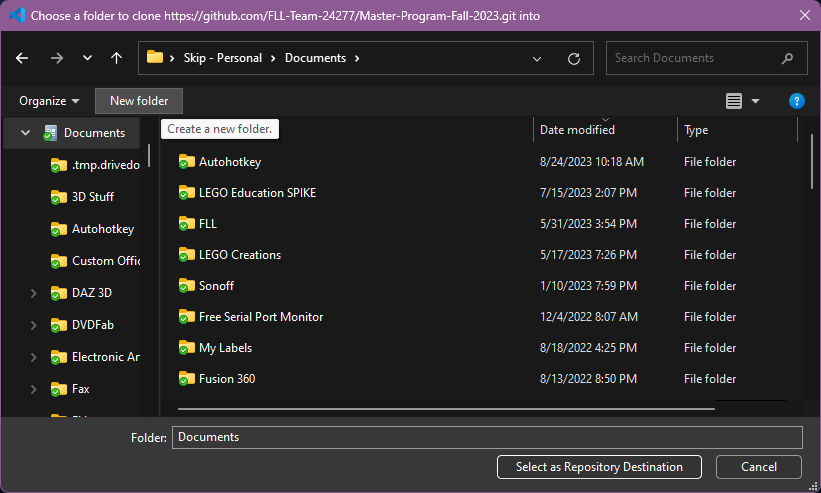 Choose a folder to clone https://github.com/FLL-Team-24277/Master-Program-Fall-2023.git into
Skip - Personal > Documents >
Search Documents
Organize
New folder
Documents
Create a new folder.
Date modified
Type
.tmp.drivedo
3D Stuff
Autohotkey
Custom Offic
DAZ 3D
DVDFab
Electronic Ar
Fax
Autohotkey 8/24/2023 10:18 AM File folder
LEGO Education SPIKE 7/15/2023 2:07 PM File folder
FLL 5/31/2023 3:54 PM File folder
LEGO Creations 5/17/2023 7:26 PM File folder
Sonoff 1/10/2023 7:59 PM File folder
Free Serial Port Monitor 12/4/2022 8:07 AM File folder
My Labels 8/18/2022 4:25 PM File folder
Fusion 360 8/13/2022 8:50 PM File folder
Folder: Documents
Select as Repository Destination
Cancel